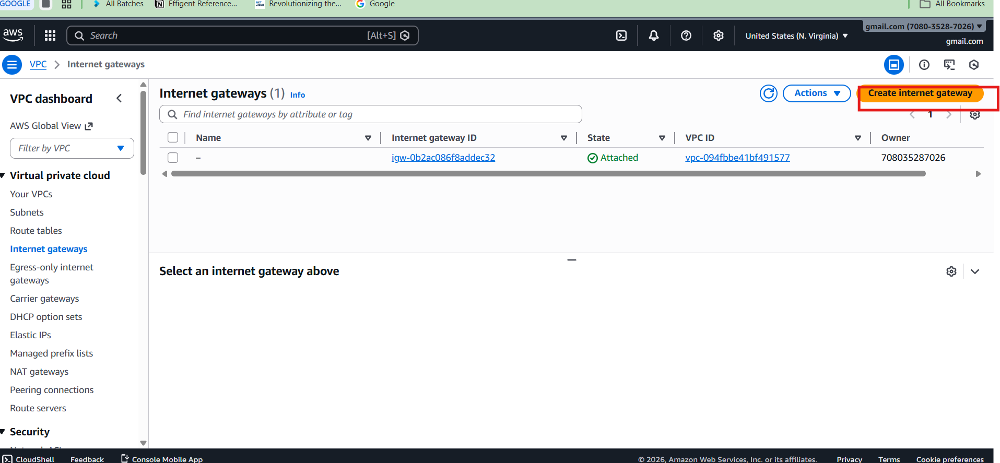 GOOGLE All Batches Effigent Reference... Revolutionizing the... Google All Bookmarks
aws Search [Alt+S] United States (N. Virginia) gmail.com (7080-3528-7026)
gmail.com
VPC Internet gateways
VPC dashboard
AWS Global View
Filter by VPC
Virtual private cloud
Your VPCs
Subnets
Route tables
Internet gateways
Egress-only internet
gateways
Carrier gateways
DHCP option sets
Elastic IPs
Managed prefix lists
NAT gateways
Peering connections
Route servers
Security
Internet gateways (1) Info
Actions Create internet gateway
Find internet gateways by attribute or tag
1
Name Internet gateway ID State VPC ID Owner
– igw-0b2ac086f8addec32 Attached vpc-094fbbe41bf491577 708035287026
Select an internet gateway above
CloudShell Feedback Console Mobile App © 2026, Amazon Web Services, Inc. or its affiliates. Privacy Terms Cookie preferences